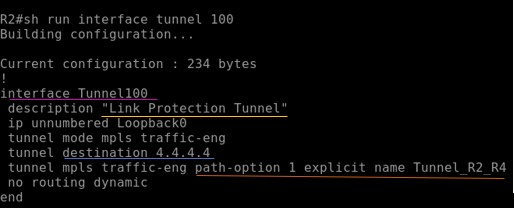 R2#sh run interface tunnel 100
Building configuration...
Current configuration : 234 bytes
!
interface Tunnel100
description "Link Protection Tunnel"
ip unnumbered Loopback0
tunnel mode mpls traffic-eng
tunnel destination 4.4.4.4
tunnel mpls traffic-eng path-option 1 explicit name Tunnel_R2_R4
no routing dynamic
end